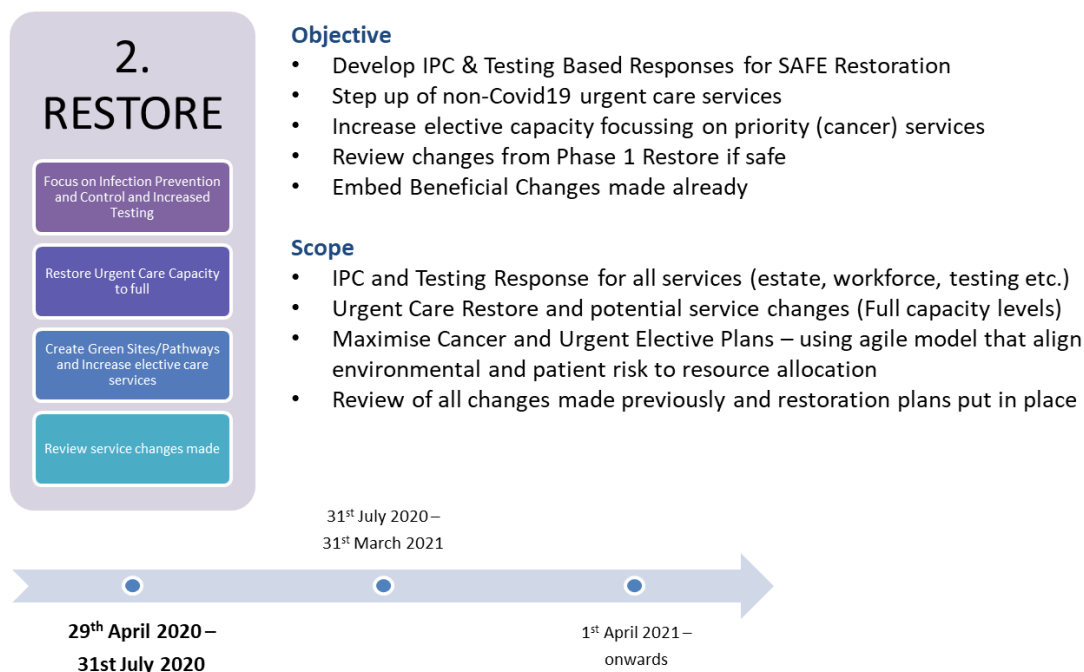 2.
RESTORE
Focus on Infection Prevention
and Control and Increased
Testing
Restore Urgent Care Capacity
to full
Create Green Sites/Pathways
and Increase elective care
services
Review service changes made
Objective
• Develop IPC & Testing Based Responses for SAFE Restoration
• Step up of non-Covid19 urgent care services
• Increase elective capacity focussing on priority (cancer) services
• Review changes from Phase 1 Restore if safe
• Embed Beneficial Changes made already
Scope
• IPC and Testing Response for all services (estate, workforce, testing etc.)
• Urgent Care Restore and potential service changes (Full capacity levels)
• Maximise Cancer and Urgent Elective Plans – using agile model that align
environmental and patient risk to resource allocation
• Review of all changes made previously and restoration plans put in place
31st July 2020 –
31st March 2021
29th April 2020 –
31st July 2020
1st April 2021 –
onwards